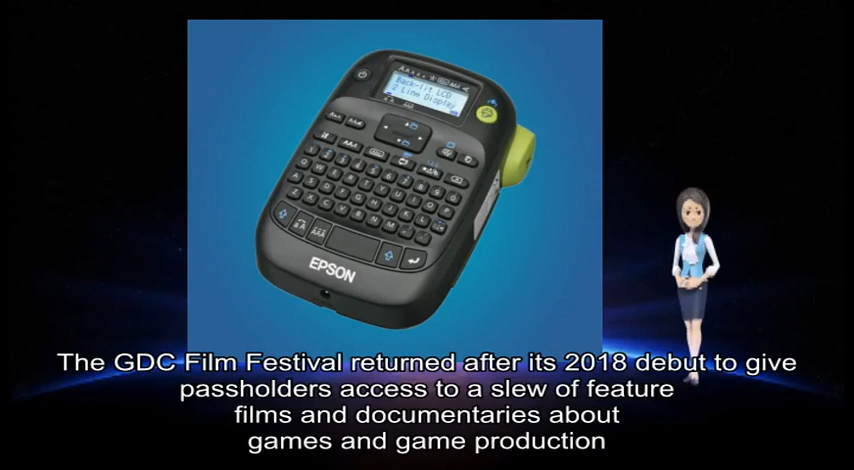 Back-lit LCD
2 Line Display
EPSON
The GDC Film Festival returned after its 2018 debut to give
passholders access to a slew of feature
films and documentaries about
games and game production